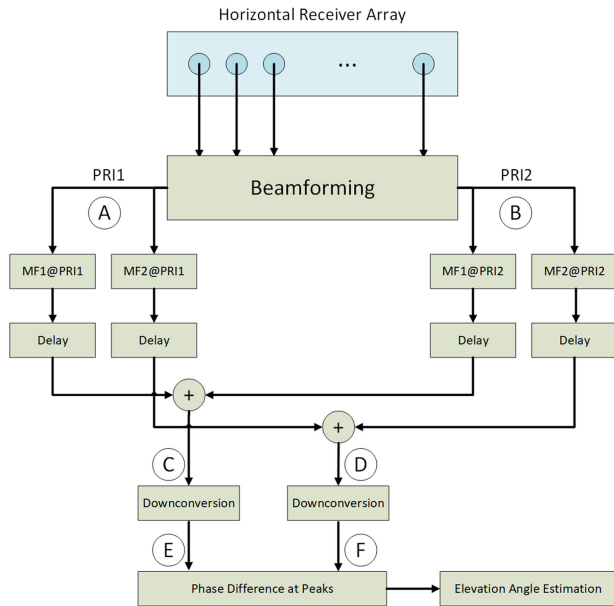 Horizontal Receiver Array
...
Beamforming
PRI1
PRI2
A
B
MF1@PRI1
MF2@PRI1
MF1@PRI2
MF2@PRI2
Delay
Delay
Delay
Delay
+
+
C
D
Downconversion
Downconversion
E
F
Phase Difference at Peaks
Elevation Angle Estimation